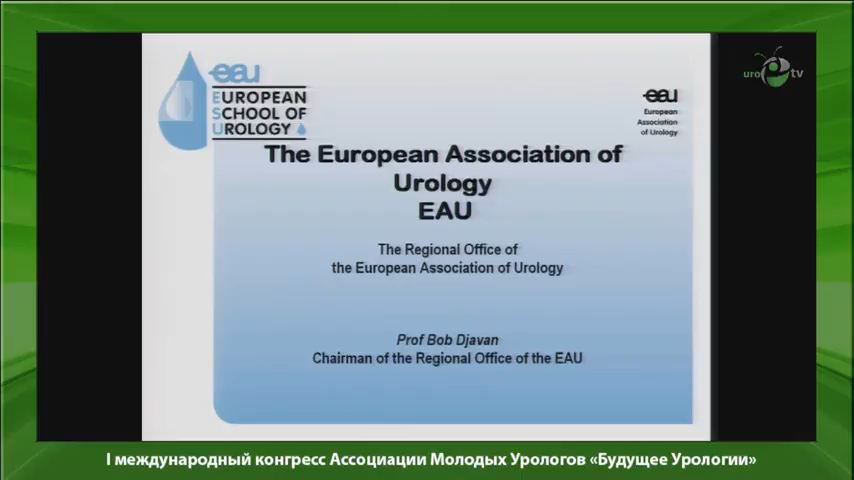 eau
EUROPEAN
SCHOOL OF
UROLOGY
eau
European
Association
of Urology
uro tv
The European Association of
Urology
EAU
The Regional Office of
the European Association of Urology
Prof Bob Djavan
Chairman of the Regional Office of the EAU
I международный конгресс Ассоциации Молодых Урологов «Будущее Урологии»